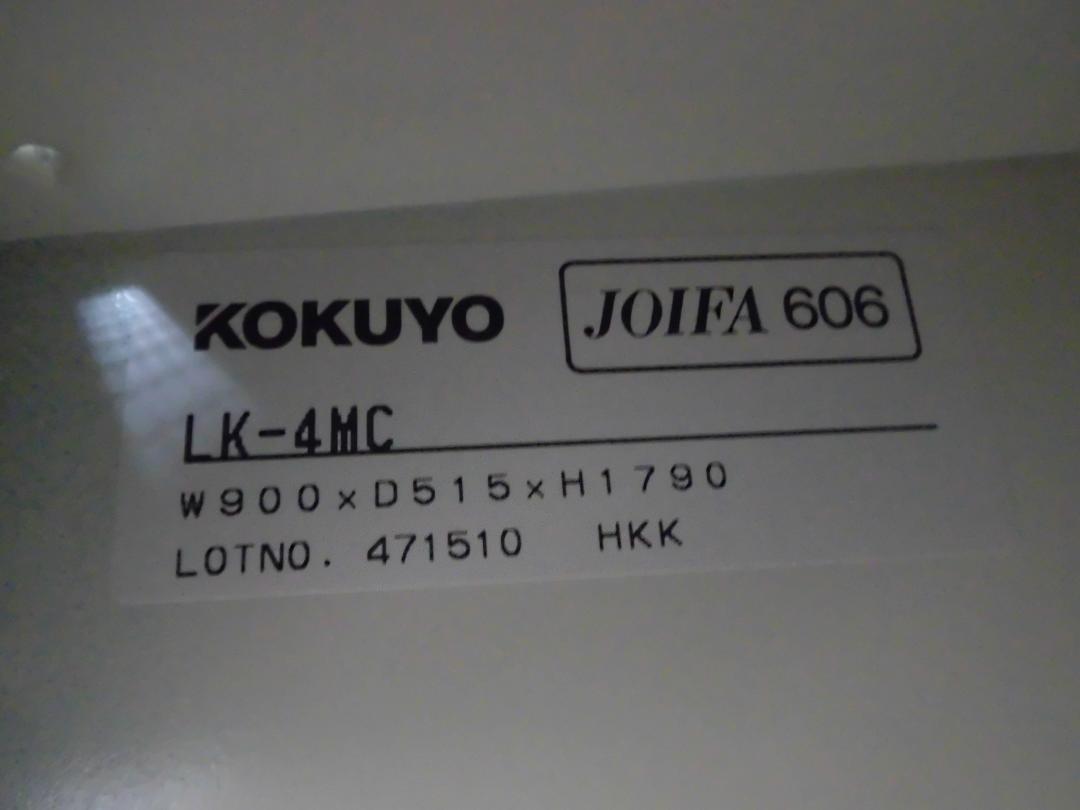 KOKUYO JOIFA 606
LK-4MC
W900×D515×H1790
LOTNO. 471510 HKK